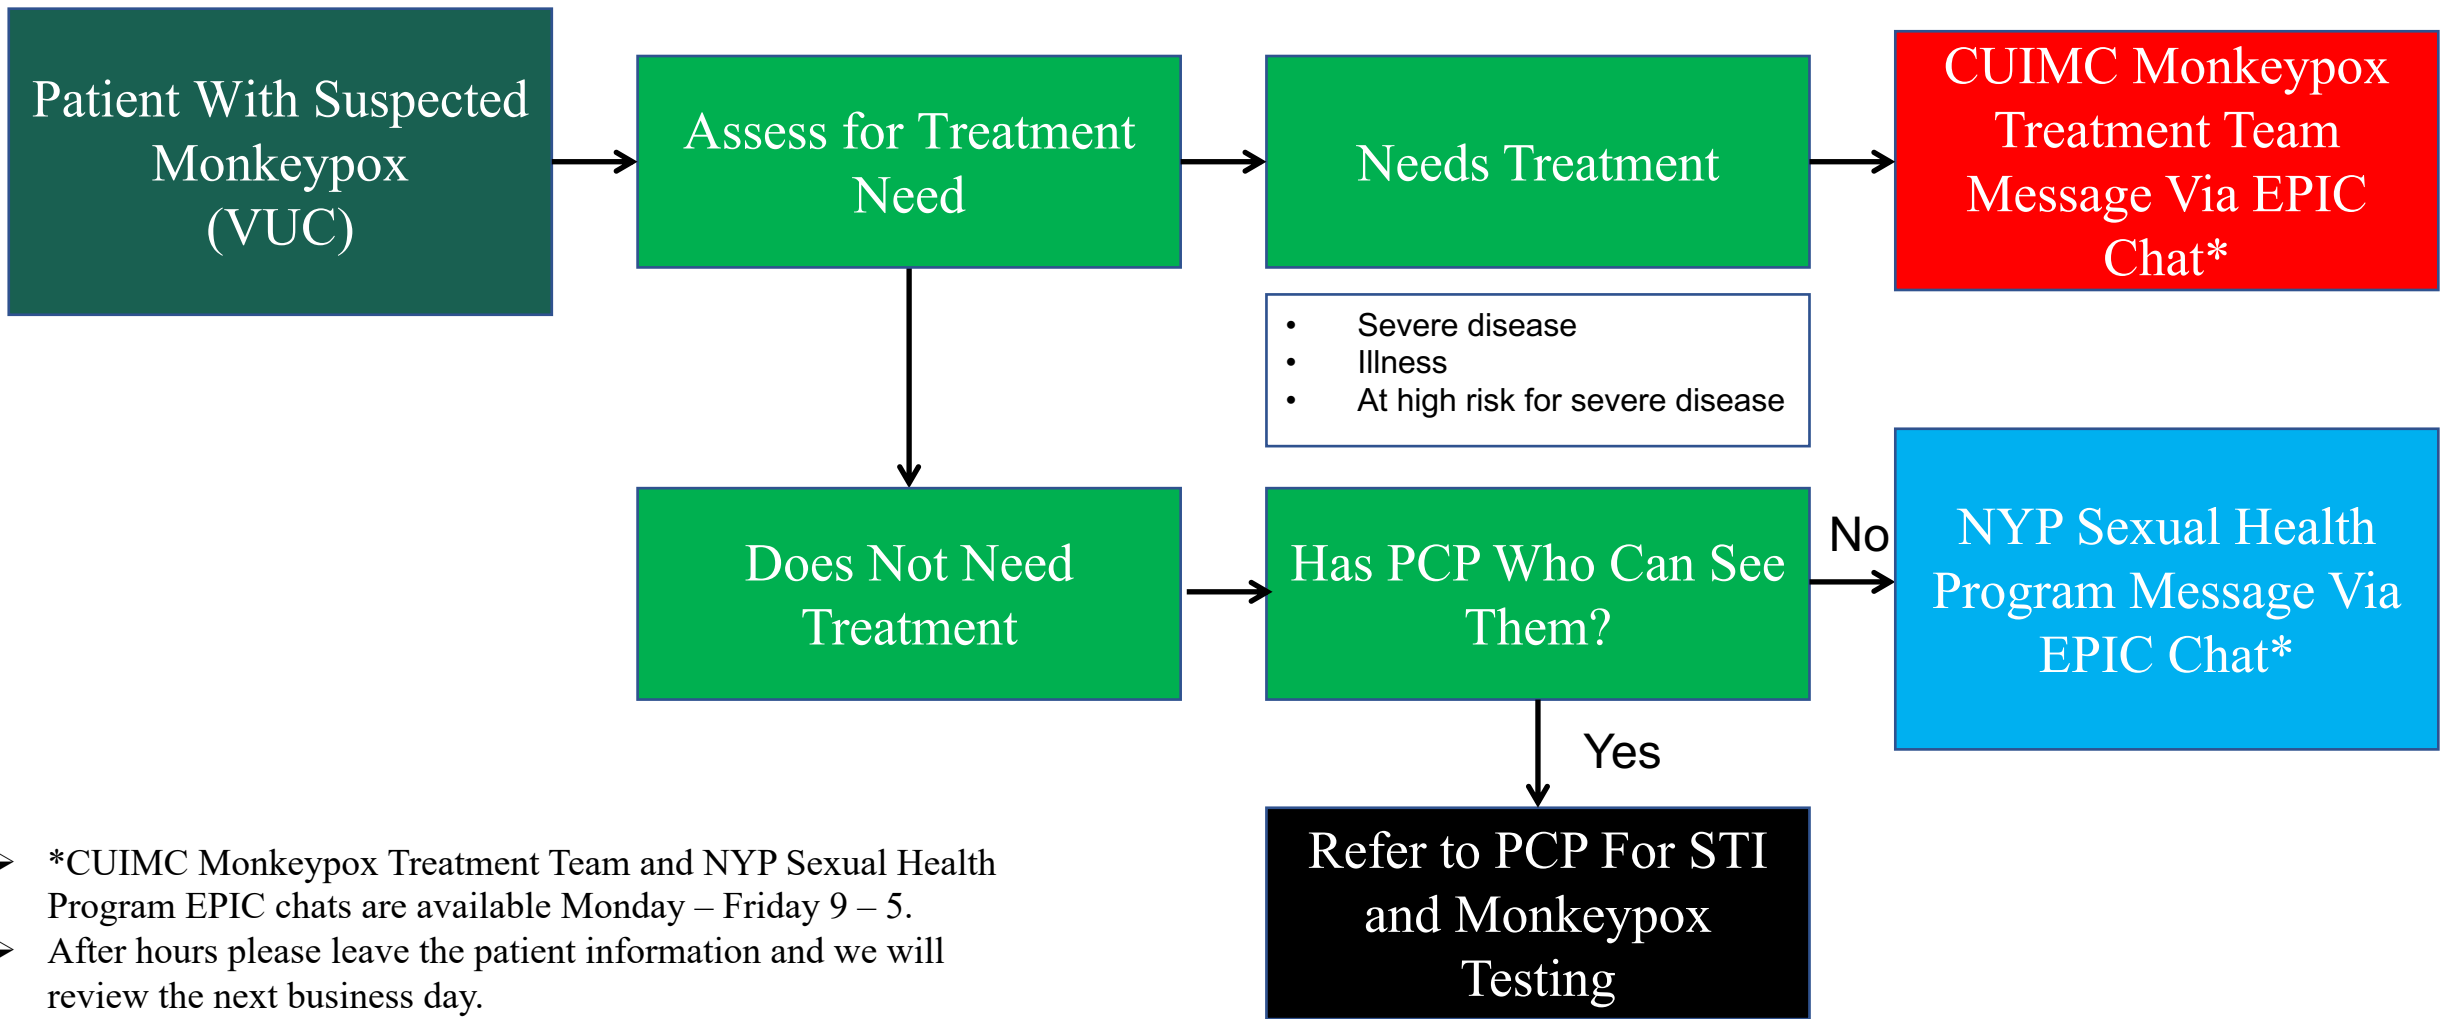 Patient With Suspected
Monkeypox
(VUC)
Assess for Treatment
Need
Needs Treatment
CUIMC Monkeypox
Treatment Team
Message Via EPIC
Chat*
• Severe disease
• Illness
• At high risk for severe disease
Does Not Need
Treatment
Has PCP Who Can See
Them?
No
NYP Sexual Health
Program Message Via
EPIC Chat*
Yes
Refer to PCP For STI
and Monkeypox
Testing
➢ *CUIMC Monkeypox Treatment Team and NYP Sexual Health
Program EPIC chats are available Monday – Friday 9 – 5.
➢ After hours please leave the patient information and we will
review the next business day.